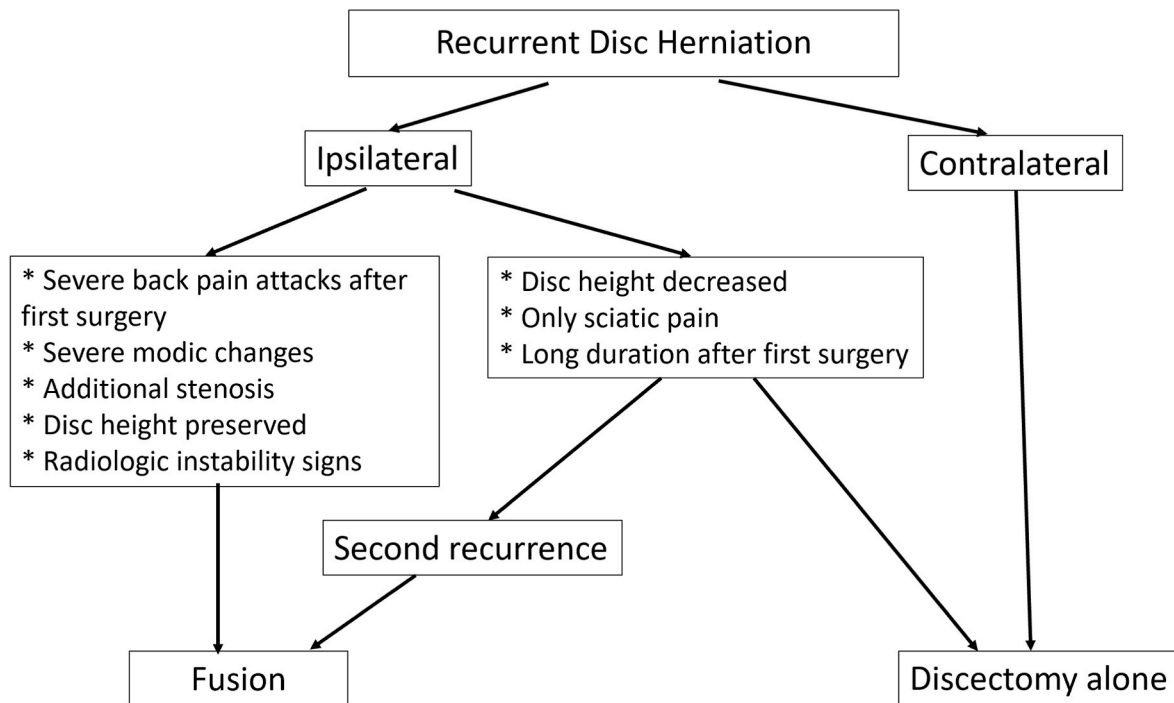 Recurrent Disc Herniation
Ipsilateral
Contralateral
* Severe back pain attacks after
first surgery
* Severe modic changes
* Additional stenosis
* Disc height preserved
* Radiologic instability signs
* Disc height decreased
* Only sciatic pain
* Long duration after first surgery
Second recurrence
Fusion
Discectomy alone